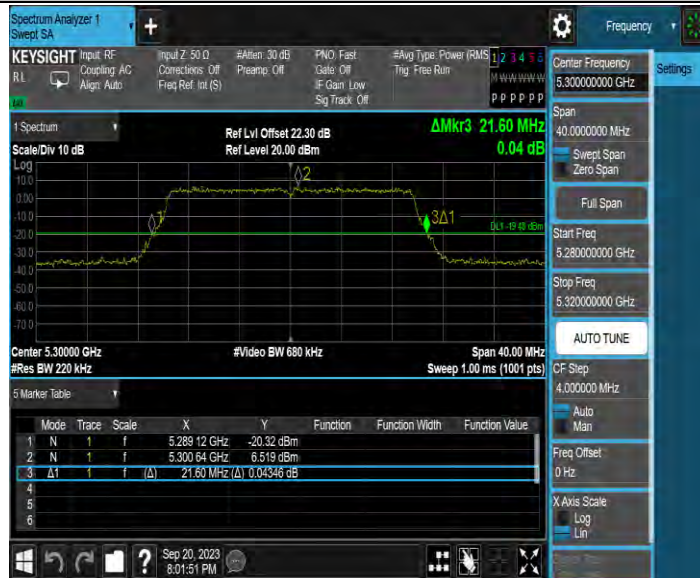 Spectrum Analyzer 1
Swept SA
+
Frequency
KEYSIGHT
RL
Input: RF
Coupling: AC
Align: Auto
Input Z: 50 Ω
Corrections: Off
Freq Ref: Int (S)
#Atten: 30 dB
Preamp: Off
PNO: Fast
Gate: Off
IF Gain: Low
Sig Track: Off
#Avg Type: Power (RMS
Trig: Free Run
1 2 3 4 5 6
M W W W W W
P P P P P P
1 Spectrum
Scale/Div 10 dB
Ref Lvl Offset 22.30 dB
Ref Level 20.00 dBm
ΔMkr3 21.60 MHz
0.04 dB
Log
10.0
0.00
-10.0
-20.0
-30.0
-40.0
-50.0
-60.0
-70.0
1
2
3Δ1
DL1 -19.48 dBm
Center 5.30000 GHz
#Res BW 220 kHz
#Video BW 680 kHz
Span 40.00 MHz
Sweep 1.00 ms (1001 pts)
5 Marker Table
Mode Trace Scale X Y Function Function Width Function Value
1 N 1 f 5.289 12 GHz -20.32 dBm
2 N 1 f 5.300 64 GHz 6.519 dBm
3 Δ1 1 f (Δ) 21.60 MHz (Δ) 0.04346 dB
4
5
6
Sep 20, 2023
8:01:51 PM
?
Center Frequency
5.300000000 GHz
Settings
Span
40.0000000 MHz
Swept Span
Zero Span
Full Span
Start Freq
5.280000000 GHz
Stop Freq
5.320000000 GHz
AUTO TUNE
CF Step
4.000000 MHz
Auto
Man
Freq Offset
0 Hz
X Axis Scale
Log
Lin